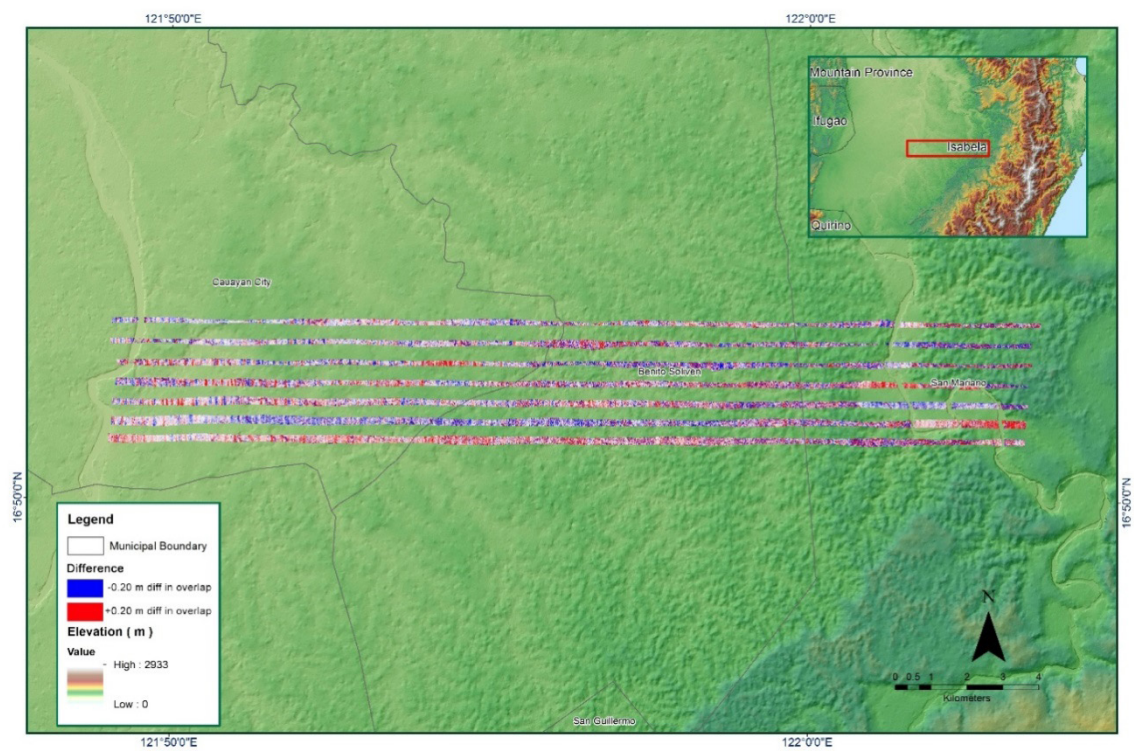 121°50'0"E
122°0'0"E
Mountain Province
Ifugao
Isabela
Quirino
Cauayan City
Benito Soliven
San Mariano
16°50'0"N
16°50'0"N
Legend
Municipal Boundary
Difference
-0.20 m diff in overlap
+0.20 m diff in overlap
Elevation ( m )
Value
High : 2933
Low : 0
N
0 0.5 1 2 3 4
Kilometers
San Guillermo
121°50'0"E
122°0'0"E